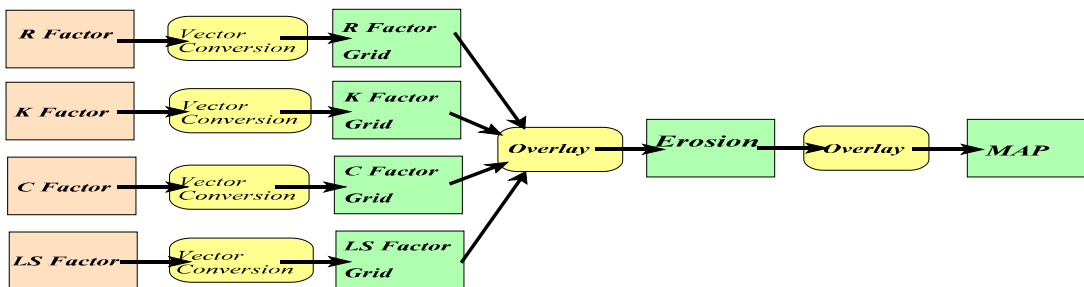 R Factor
Vector
Conversion
R Factor
Grid
K Factor
Vector
Conversion
K Factor
Grid
Overlay
Erosion
Overlay
MAP
C Factor
Vector
Conversion
C Factor
Grid
LS Factor
Vector
Conversion
LS Factor
Grid